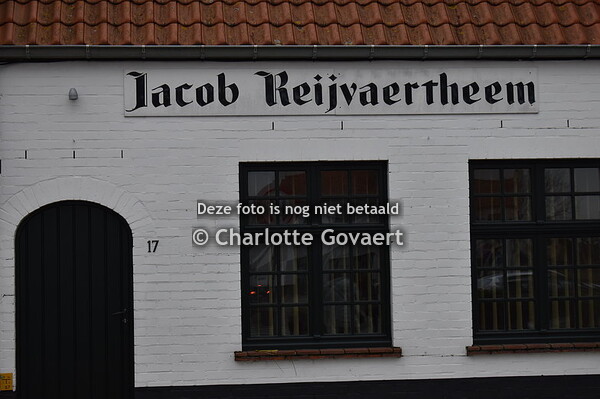 Jacob Reijvaertheem
Deze foto is nog niet betaald
© Charlotte Govaert
17